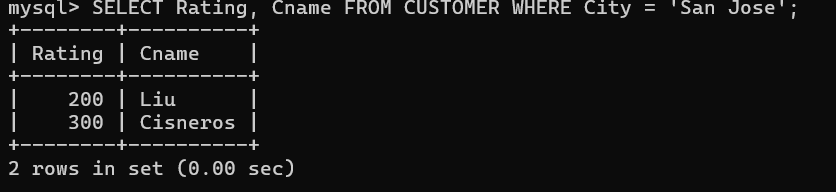 mysql> SELECT Rating, Cname FROM CUSTOMER WHERE City = 'San Jose';
+--------+----------+
| Rating | Cname    |
+--------+----------+
|    200 | Liu      |
|    300 | Cisneros |
+--------+----------+
2 rows in set (0.00 sec)